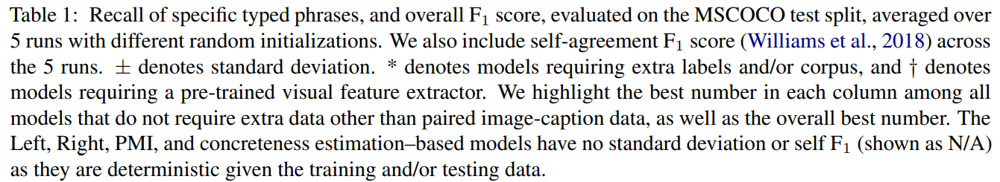 Table 1: Recall of specific typed phrases, and overall F1 score, evaluated on the MSCOCO test split, averaged over
5 runs with different random initializations. We also include self-agreement F1 score (Williams et al., 2018) across
the 5 runs. ± denotes standard deviation. * denotes models requiring extra labels and/or corpus, and † denotes
models requiring a pre-trained visual feature extractor. We highlight the best number in each column among all
models that do not require extra data other than paired image-caption data, as well as the overall best number. The
Left, Right, PMI, and concreteness estimation–based models have no standard deviation or self F1 (shown as N/A)
as they are deterministic given the training and/or testing data.